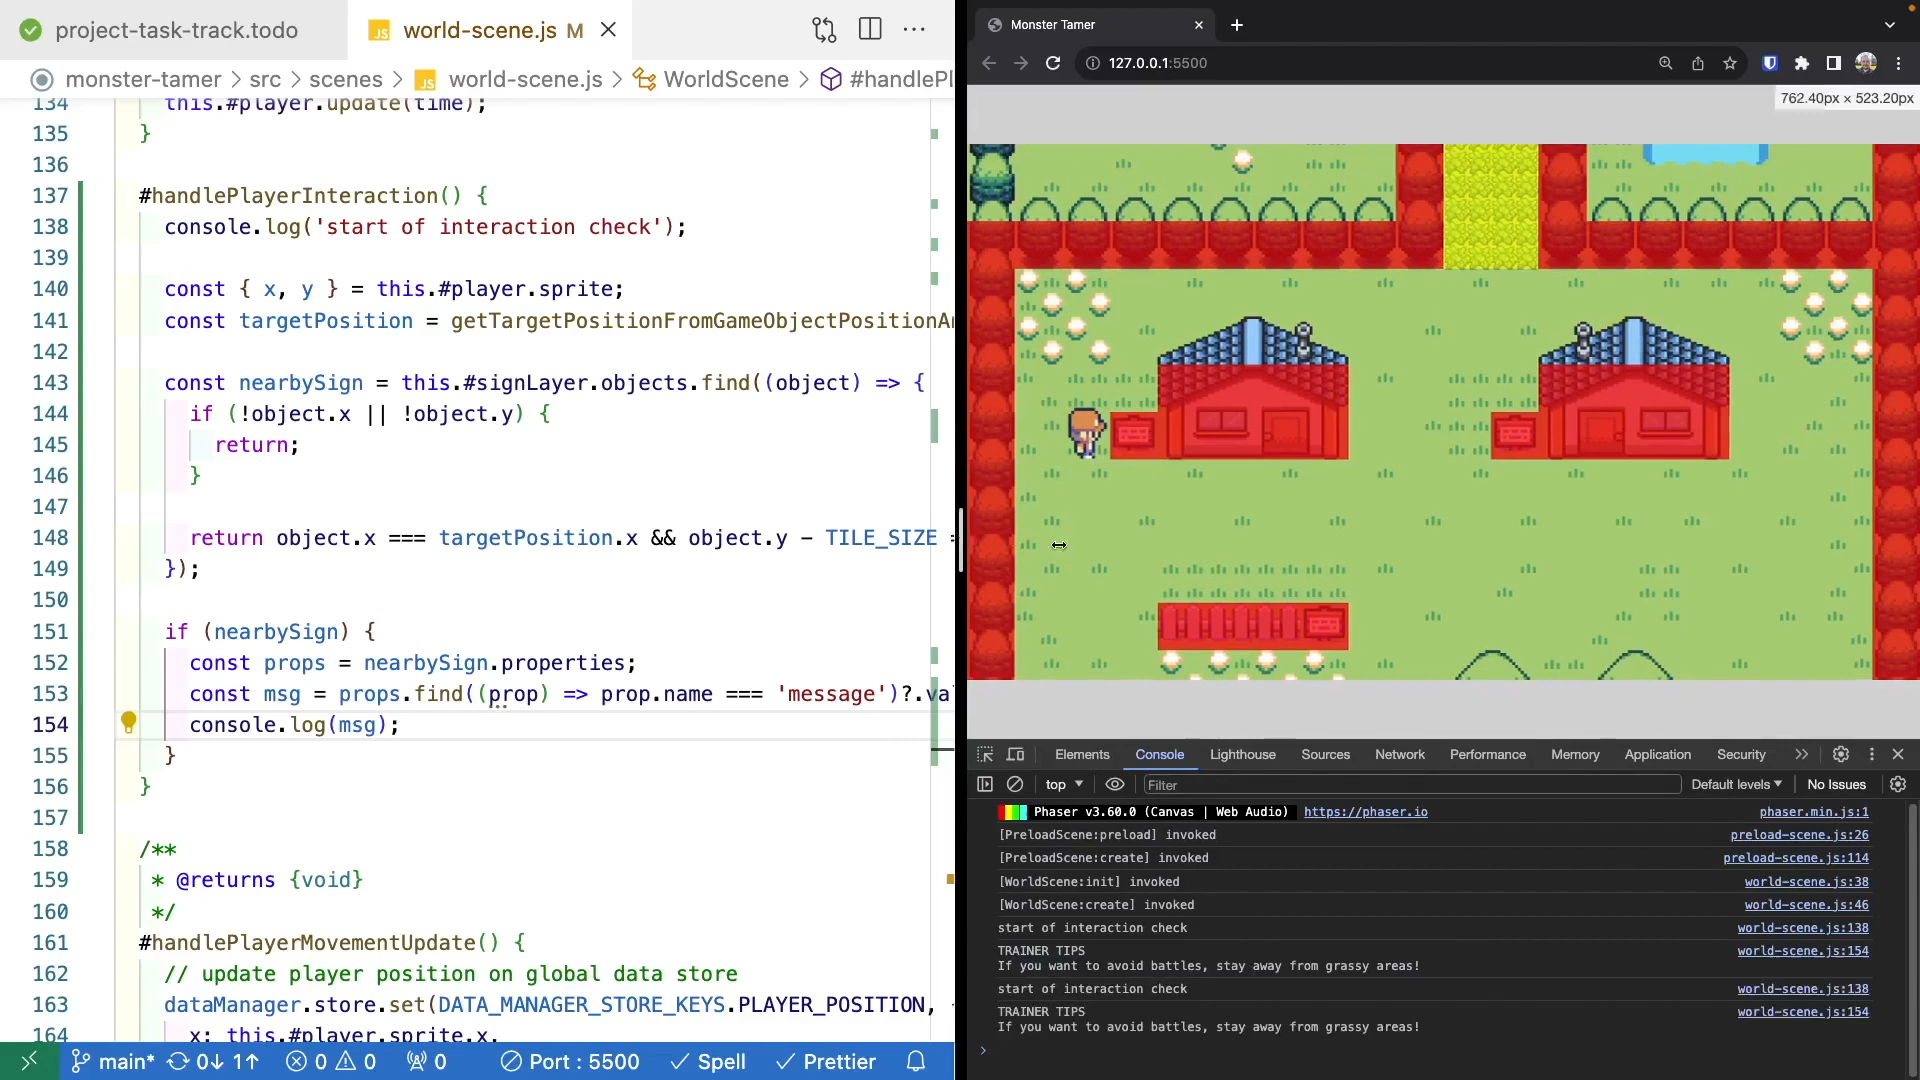 project-task-track.todo
JS world-scene.js M
monster-tamer > src > scenes > JS world-scene.js > WorldScene > #handlePl
134 this.#player.update(time);
135 }
136
137 #handlePlayerInteraction() {
138 console.log('start of interaction check');
139
140 const { x, y } = this.#player.sprite;
141 const targetPosition = getTargetPositionFromGameObjectPositionAn
142
143 const nearbySign = this.#signLayer.objects.find((object) => {
144 if (!object.x || !object.y) {
145 return;
146 }
147
148 return object.x === targetPosition.x && object.y - TILE_SIZE =
149 });
150
151 if (nearbySign) {
152 const props = nearbySign.properties;
153 const msg = props.find((prop) => prop.name === 'message')?.val
154 console.log(msg);
155 }
156 }
157
158 /**
159 * @returns {void}
160 */
161 #handlePlayerMovementUpdate() {
162 // update player position on global data store
163 dataManager.store.set(DATA_MANAGER_STORE_KEYS.PLAYER_POSITION, {
164 x: this.#player.sprite.x,
main* 0↓ 1↑ 0 0 0 Port : 5500 Spell Prettier
Monster Tamer
127.0.0.1:5500
762.40px × 523.20px
Elements Console Lighthouse Sources Network Performance Memory Application Security
top Filter Default levels No Issues
Phaser v3.60.0 (Canvas | Web Audio) https://phaser.io phaser.min.js:1
[PreloadScene:preload] invoked preload-scene.js:26
[PreloadScene:create] invoked preload-scene.js:114
[WorldScene:init] invoked world-scene.js:38
[WorldScene:create] invoked world-scene.js:46
start of interaction check world-scene.js:138
TRAINER TIPS world-scene.js:154
If you want to avoid battles, stay away from grassy areas!
start of interaction check world-scene.js:138
TRAINER TIPS world-scene.js:154
If you want to avoid battles, stay away from grassy areas!